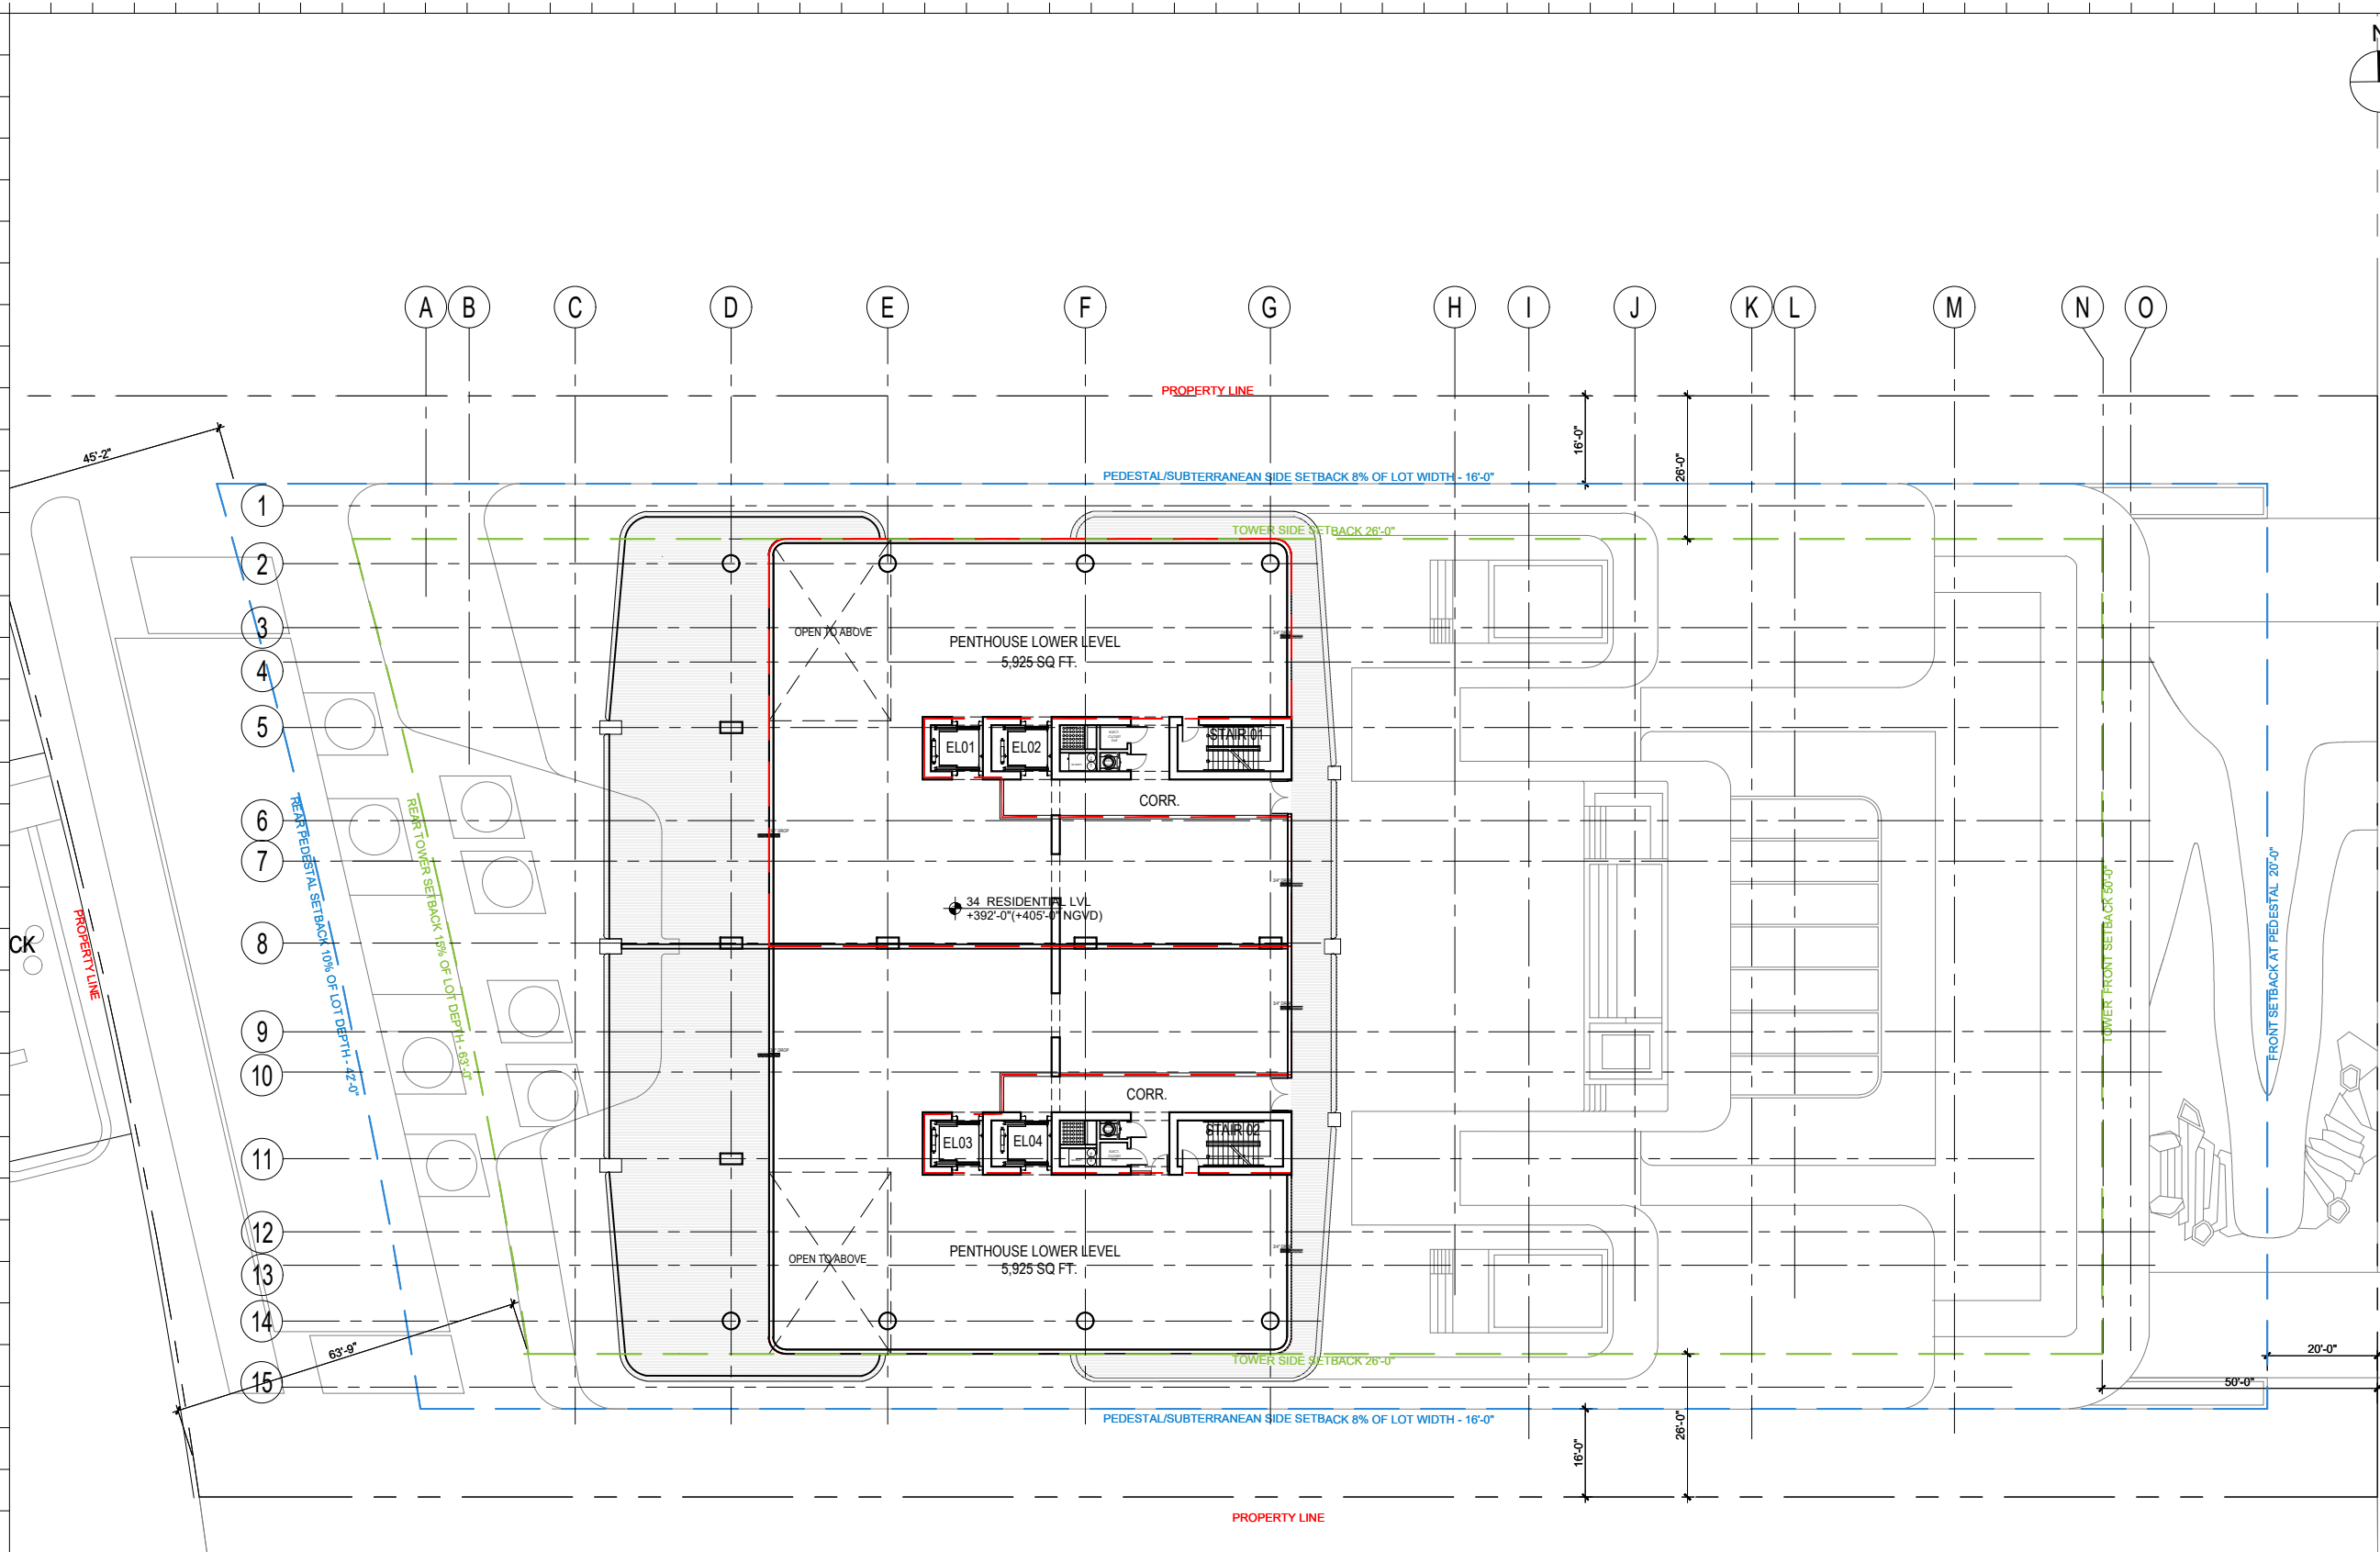 N
A
B
C
D
E
F
G
H
I
J
K
L
M
N
O
PROPERTY LINE
45'-2"
16'-0"
26'-0"
PEDESTAL/SUBTERRANEAN SIDE SETBACK 8% OF LOT WIDTH - 16'-0"
1
TOWER SIDE SETBACK 26'-0"
2
3
OPEN TO ABOVE
PENTHOUSE LOWER LEVEL
5,925 SQ FT.
4
5
EL01
EL02
STAIR 01
CORR.
6
7
REAR PEDESTAL SETBACK 10% OF LOT DEPTH - 42'-0"
REAR TOWER SETBACK 15% OF LOT DEPTH - 63'-0"
34 RESIDENTIAL LVL
+392'-0"(+405'-0" NGVD)
PROPERTY LINE
CK
8
TOWER FRONT SETBACK 50'-0"
FRONT SETBACK AT PEDESTAL 20'-0"
9
10
CORR.
EL03
EL04
STAIR 02
11
12
PENTHOUSE LOWER LEVEL
5,925 SQ FT.
OPEN TO ABOVE
13
14
63'-9"
TOWER SIDE SETBACK 26'-0"
20'-0"
15
50'-0"
PEDESTAL/SUBTERRANEAN SIDE SETBACK 8% OF LOT WIDTH - 16'-0"
26'-0"
16'-0"
PROPERTY LINE